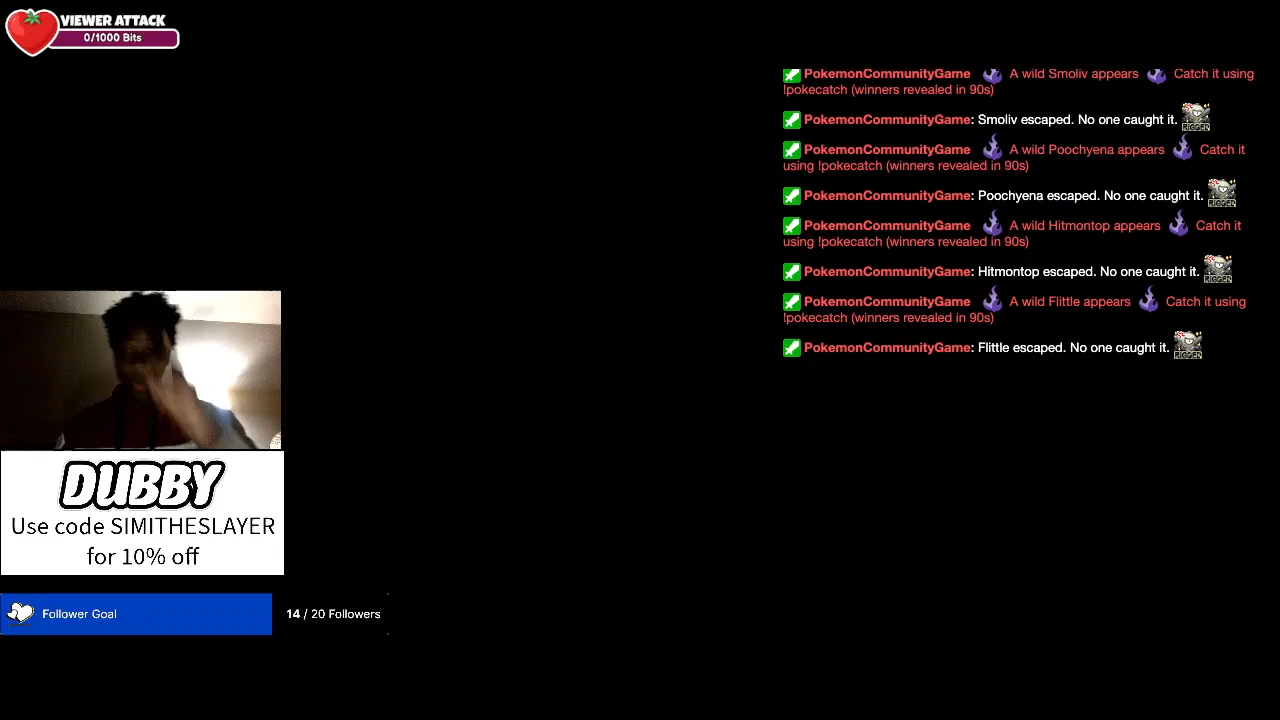 VIEWER ATTACK
0/1000 Bits
PokemonCommunityGame A wild Smoliv appears Catch it using
!pokecatch (winners revealed in 90s)
PokemonCommunityGame: Smoliv escaped. No one caught it. RIGGED
PokemonCommunityGame A wild Poochyena appears Catch it
using !pokecatch (winners revealed in 90s)
PokemonCommunityGame: Poochyena escaped. No one caught it. RIGGED
PokemonCommunityGame A wild Hitmontop appears Catch it
using !pokecatch (winners revealed in 90s)
PokemonCommunityGame: Hitmontop escaped. No one caught it. RIGGED
PokemonCommunityGame A wild Flittle appears Catch it using
!pokecatch (winners revealed in 90s)
PokemonCommunityGame: Flittle escaped. No one caught it. RIGGED
DUBBY
Use code SIMITHESLAYER
for 10% off
Follower Goal 14 / 20 Followers